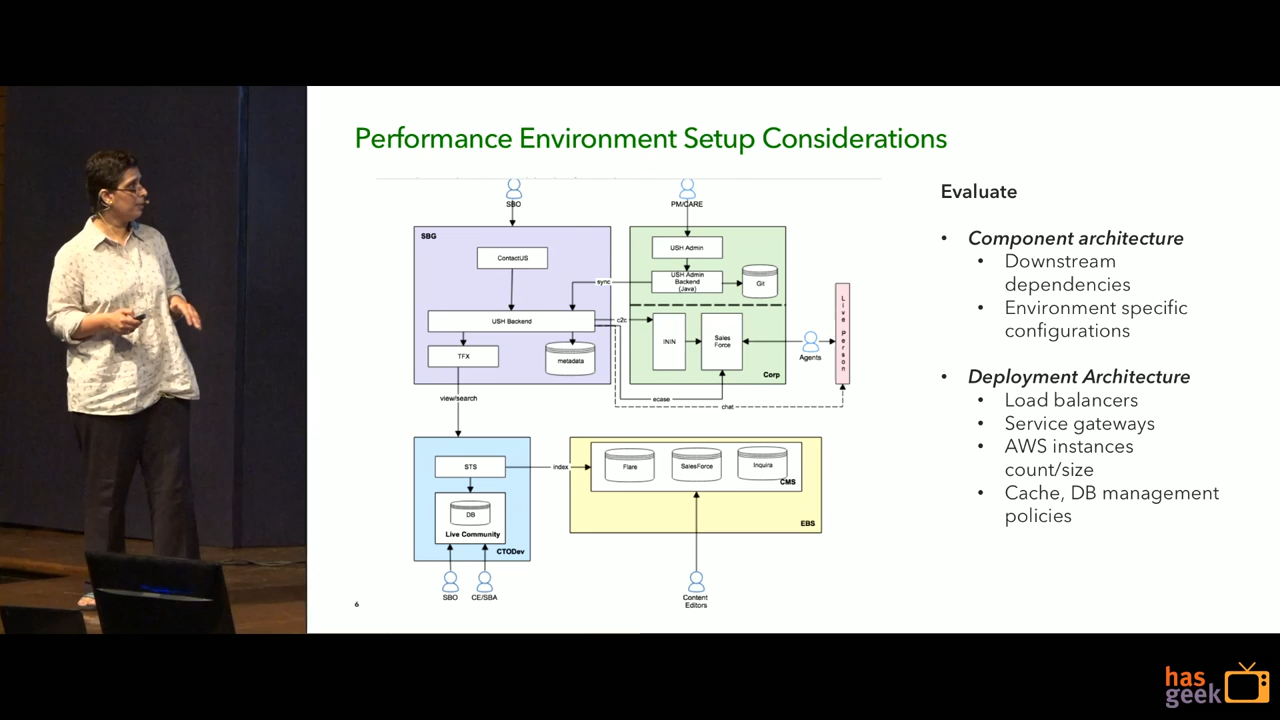 Performance Environment Setup Considerations
SBO
PM/CARE
SBG
ContactUS
USH Backend
TFX
metadata
sync
c2c
USH Admin
USH Admin
Backend
(Java)
Git
ININ
Sales
Force
Corp
Agents
Live Person
ecase
chat
view/search
STS
DB
Live Community
CTODev
index
Flare
SalesForce
Inquira
CMS
EBS
SBO
CE/SBA
Content
Editors
6
Evaluate
• Component architecture
• Downstream
dependencies
• Environment specific
configurations
• Deployment Architecture
• Load balancers
• Service gateways
• AWS instances
count/size
• Cache, DB management
policies
has
geek